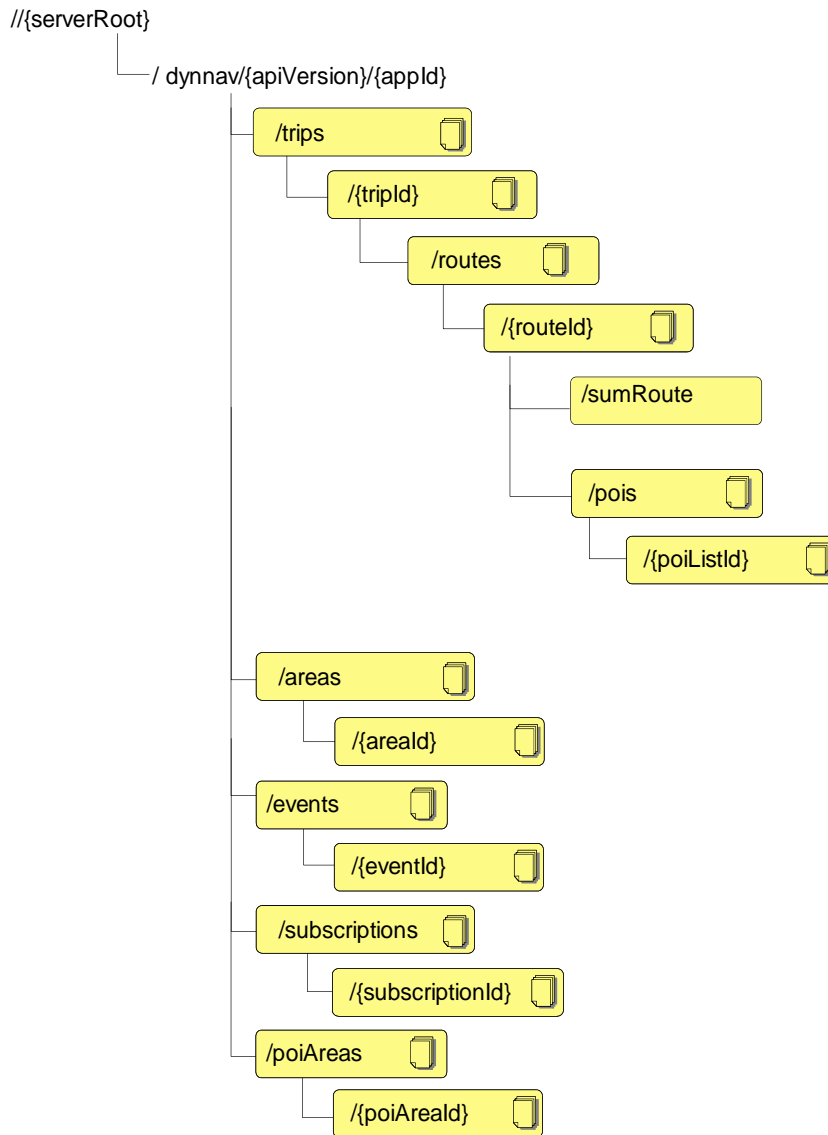 //{serverRoot}
/ dynnav/{apiVersion}/{appId}
/trips
/{tripId}
/routes
/{routeId}
/sumRoute
/pois
/{poiListId}
/areas
/{areaId}
/events
/{eventId}
/subscriptions
/{subscriptionId}
/poiAreas
/{poiAreaId}